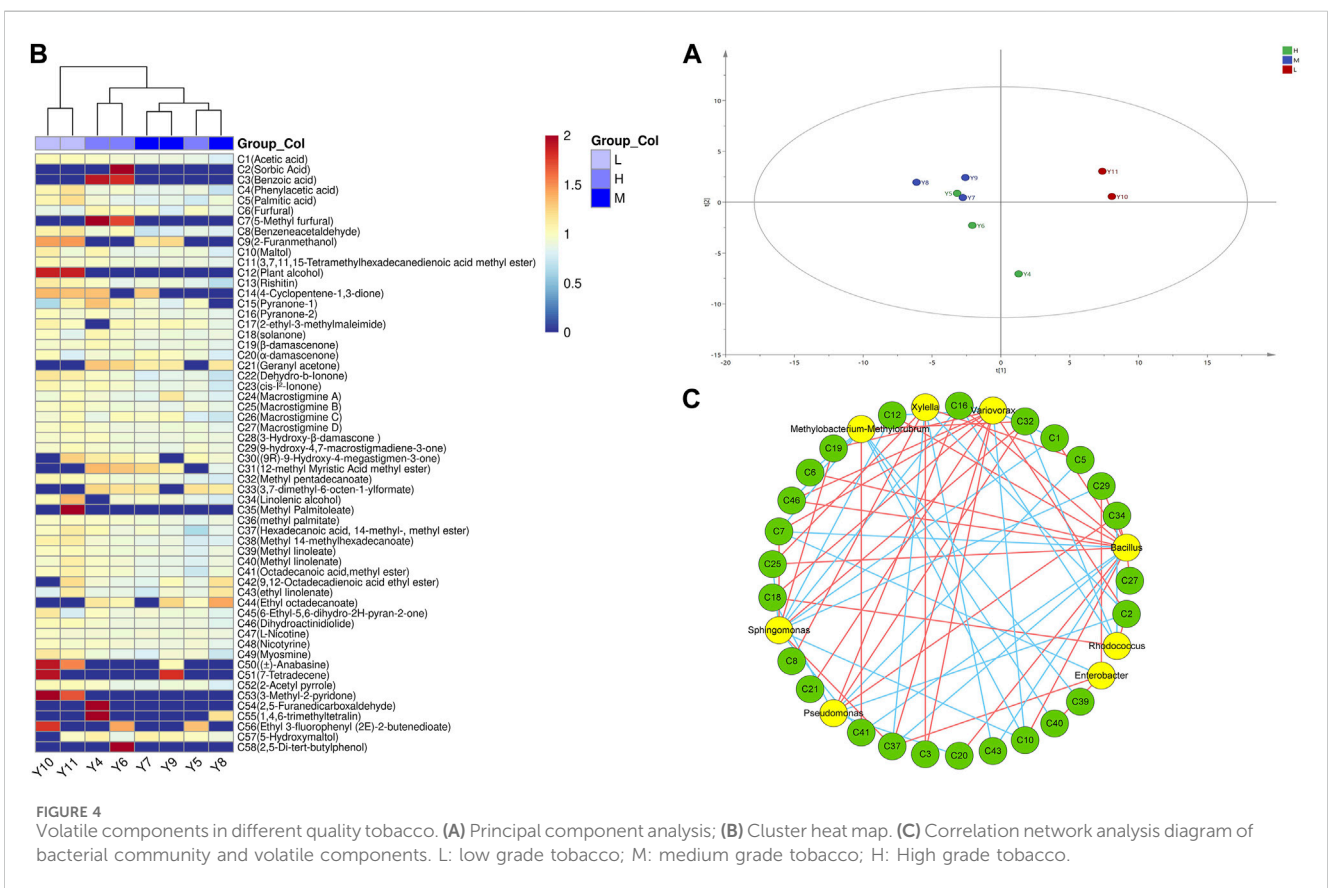 B
Group_Col
C1(Acetic acid)
C2(Sorbic Acid)
C3(Benzoic acid)
C4(Phenylacetic acid)
C5(Palmitic acid)
C6(Furfural)
C7(5-Methyl furfural)
C8(Benzeneacetaldehyde)
C9(2-Furanmethanol)
C10(Maltol)
C11(3,7,11,15-Tetramethylhexadecanedienoic acid methyl ester)
C12(Plant alcohol)
C13(Rishitin)
C14(4-Cyclopentene-1,3-dione)
C15(Pyranone-1)
C16(Pyranone-2)
C17(2-ethyl-3-methylmaleimide)
C18(solanone)
C19(β-damascenone)
C20(α-damascenone)
C21(Geranyl acetone)
C22(Dehydro-b-Ionone)
C23(cis-Î²-Ionone)
C24(Macrostigmine A)
C25(Macrostigmine B)
C26(Macrostigmine C)
C27(Macrostigmine D)
C28(3-Hydroxy-β-damascone )
C29(9-hydroxy-4,7-macrostigmadiene-3-one)
C30((9R)-9-Hydroxy-4-megastigmen-3-one)
C31(12-methyl Myristic Acid methyl ester)
C32(Methyl pentadecanoate)
C33(3,7-dimethyl-6-octen-1-ylformate)
C34(Linolenic alcohol)
C35(Methyl Palmitoleate)
C36(methyl palmitate)
C37(Hexadecanoic acid, 14-methyl-, methyl ester)
C38(Methyl 14-methylhexadecanoate)
C39(Methyl linoleate)
C40(Methyl linolenate)
C41(Octadecanoic acid,methyl ester)
C42(9,12-Octadecadienoic acid ethyl ester)
C43(ethyl linolenate)
C44(Ethyl octadecanoate)
C45(6-Ethyl-5,6-dihydro-2H-pyran-2-one)
C46(Dihydroactinidiolide)
C47(L-Nicotine)
C48(Nicotyrine)
C49(Myosmine)
C50((±)-Anabasine)
C51(7-Tetradecene)
C52(2-Acetyl pyrrole)
C53(3-Methyl-2-pyridone)
C54(2,5-Furanedicarboxaldehyde)
C55(1,4,6-trimethyltetralin)
C56(Ethyl 3-fluorophenyl (2E)-2-butenedioate)
C57(5-Hydroxymaltol)
C58(2,5-Di-tert-butylphenol)
Y10 Y11 Y4 Y6 Y7 Y9 Y5 Y8
2
1.5
1
0.5
0
Group_Col
L
H
M
A
H
M
L
10
5
0
-5
-10
-15
-20 -15 -10 -5 0 5 10 15
t[2]
t[1]
Y8
Y9
Y5
Y7
Y6
Y4
Y11
Y10
C
Xylella
C16
Variovorax
C12
C32
Methylobacterium-Methylorubrum
C1
C19
C5
C6
C29
C46
C34
C7
Bacillus
C25
C27
C18
C2
Sphingomonas
Rhodococcus
C8
Enterobacter
C21
C39
Pseudomonas
C40
C41
C10
C37
C43
C3
C20
FIGURE 4
Volatile components in different quality tobacco. (A) Principal component analysis; (B) Cluster heat map. (C) Correlation network analysis diagram of
bacterial community and volatile components. L: low grade tobacco; M: medium grade tobacco; H: High grade tobacco.